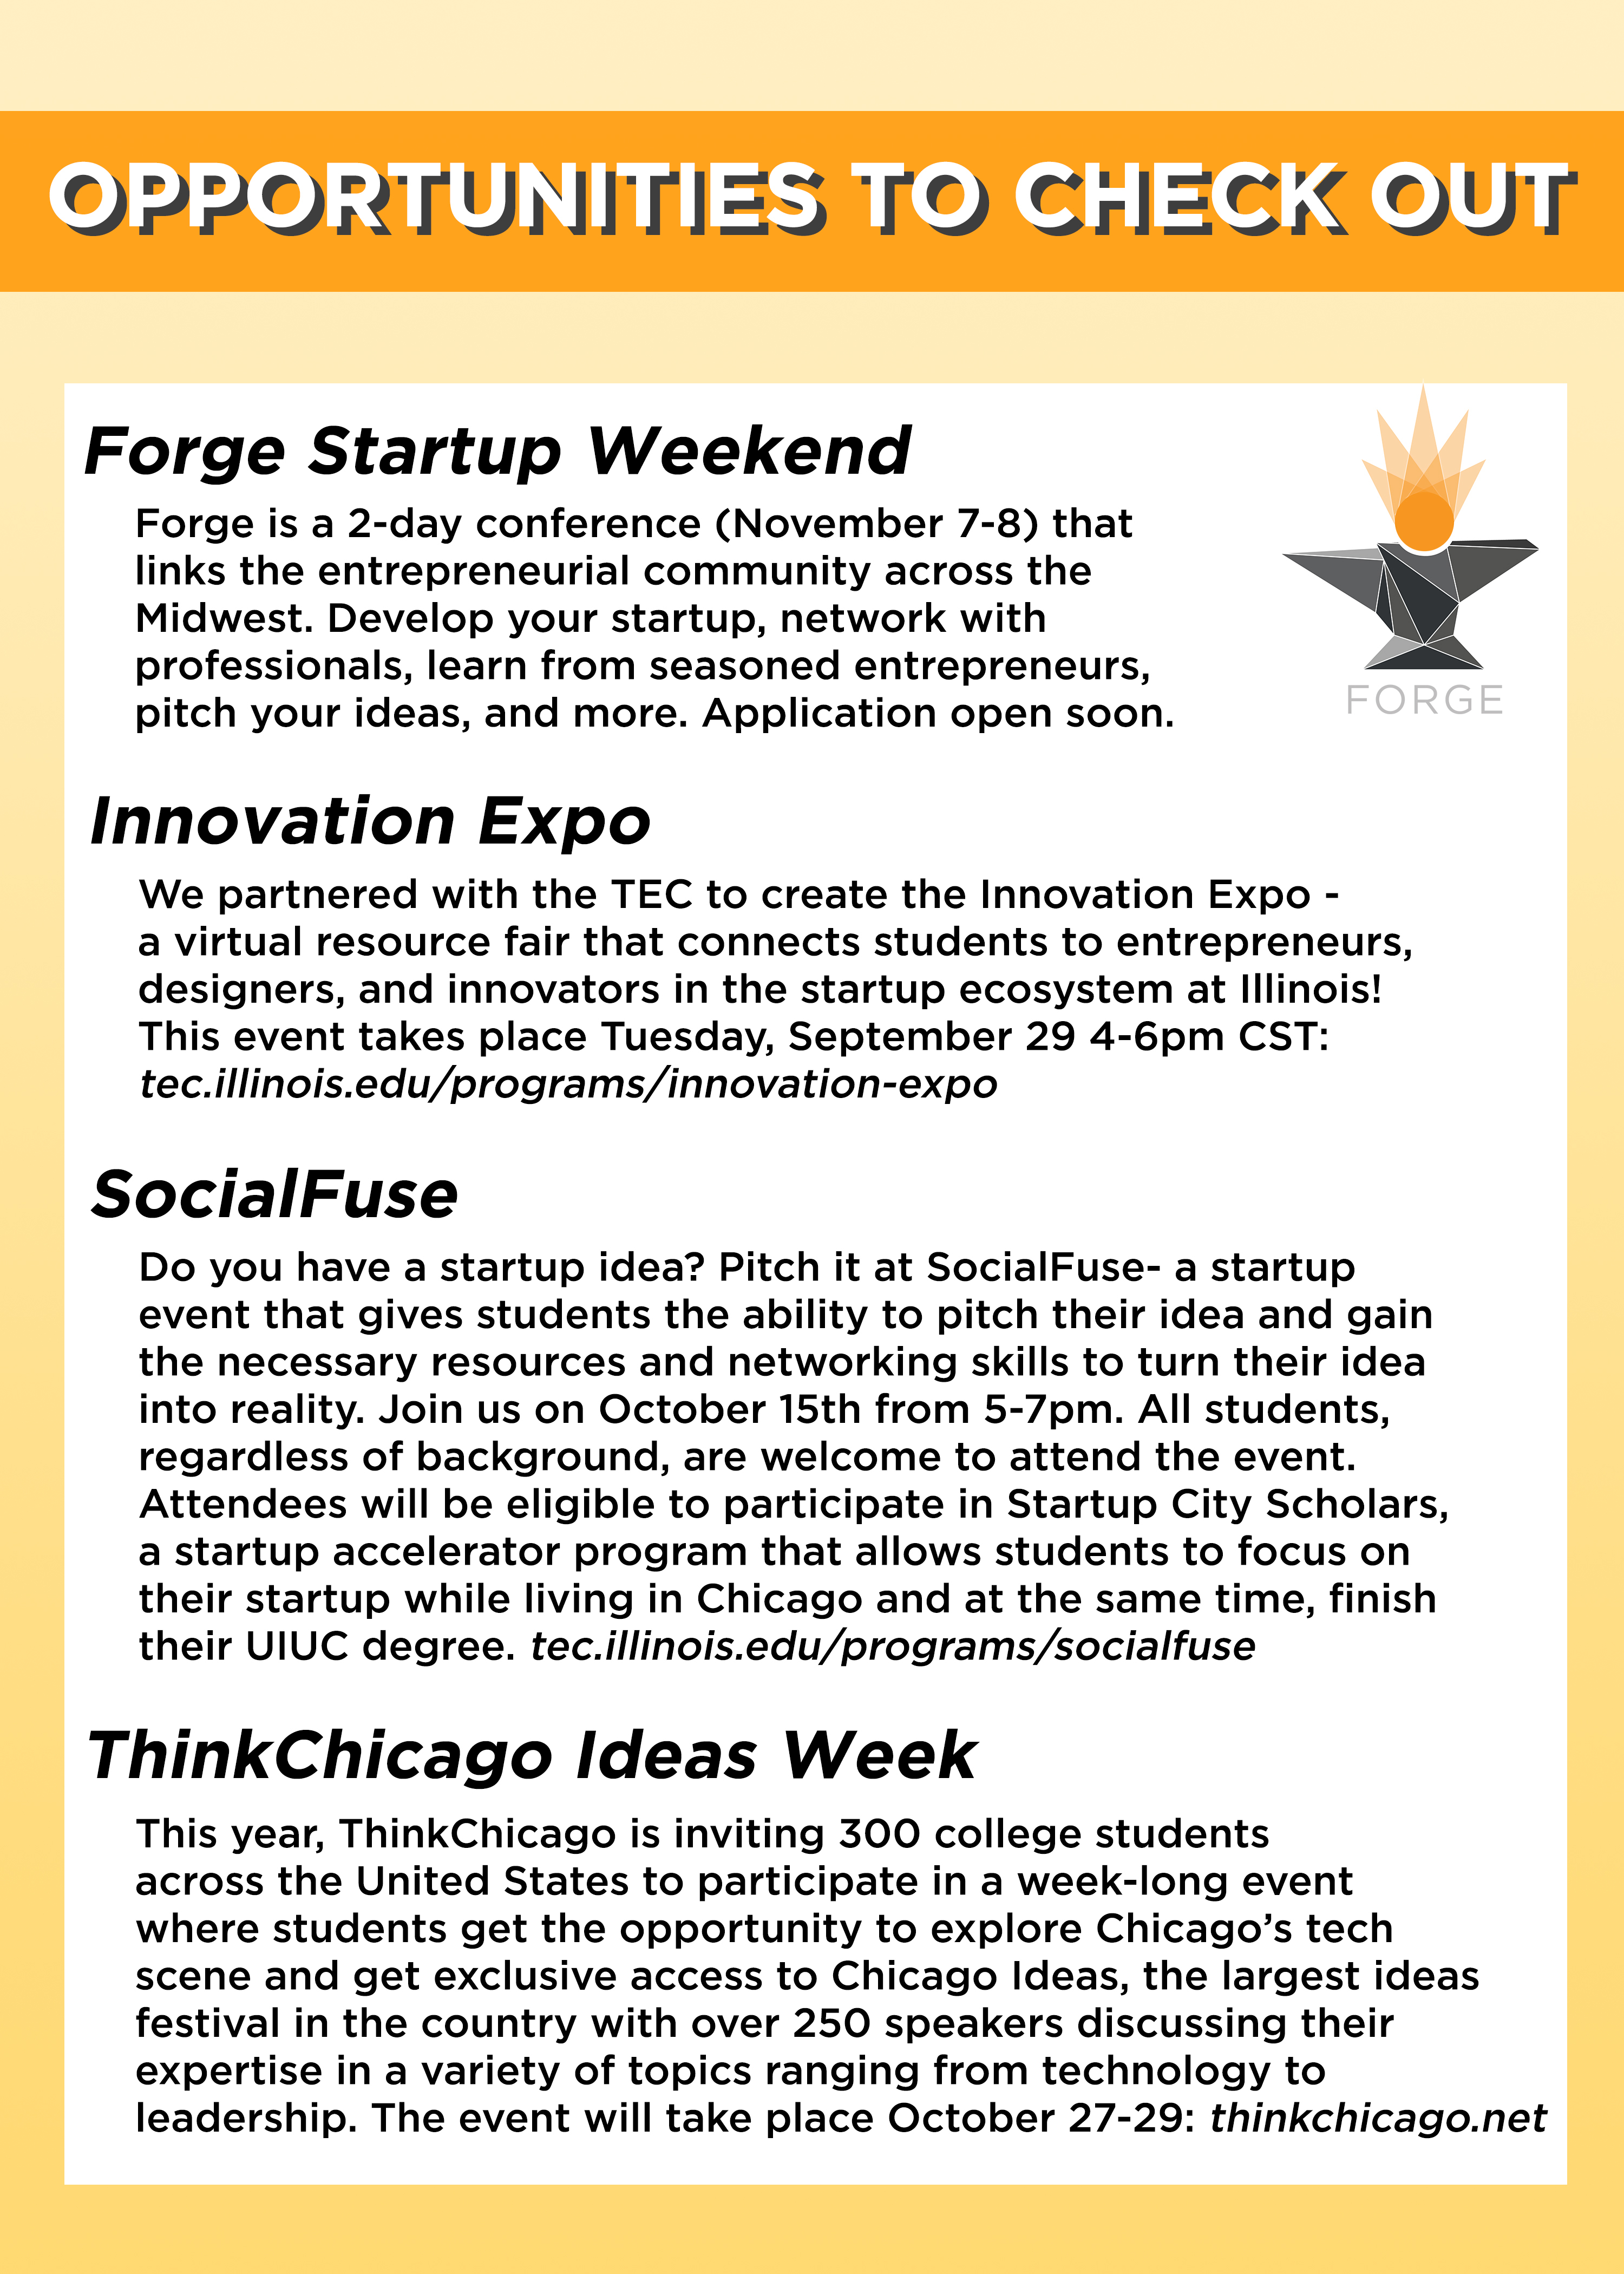 OPPORTUNITIES TO CHECK OUT
Forge Startup Weekend
Forge is a 2-day conference (November 7-8) that
links the entrepreneurial community across the
Midwest. Develop your startup, network with
professionals, learn from seasoned entrepreneurs,
pitch your ideas, and more. Application open soon.
FORGE
Innovation Expo
We partnered with the TEC to create the Innovation Expo -
a virtual resource fair that connects students to entrepreneurs,
designers, and innovators in the startup ecosystem at Illinois!
This event takes place Tuesday, September 29 4-6pm CST:
tec.illinois.edu/programs/innovation-expo
SocialFuse
Do you have a startup idea? Pitch it at SocialFuse- a startup
event that gives students the ability to pitch their idea and gain
the necessary resources and networking skills to turn their idea
into reality. Join us on October 15th from 5-7pm. All students,
regardless of background, are welcome to attend the event.
Attendees will be eligible to participate in Startup City Scholars,
a startup accelerator program that allows students to focus on
their startup while living in Chicago and at the same time, finish
their UIUC degree. tec.illinois.edu/programs/socialfuse
ThinkChicago Ideas Week
This year, ThinkChicago is inviting 300 college students
across the United States to participate in a week-long event
where students get the opportunity to explore Chicago’s tech
scene and get exclusive access to Chicago Ideas, the largest ideas
festival in the country with over 250 speakers discussing their
expertise in a variety of topics ranging from technology to
leadership. The event will take place October 27-29: thinkchicago.net